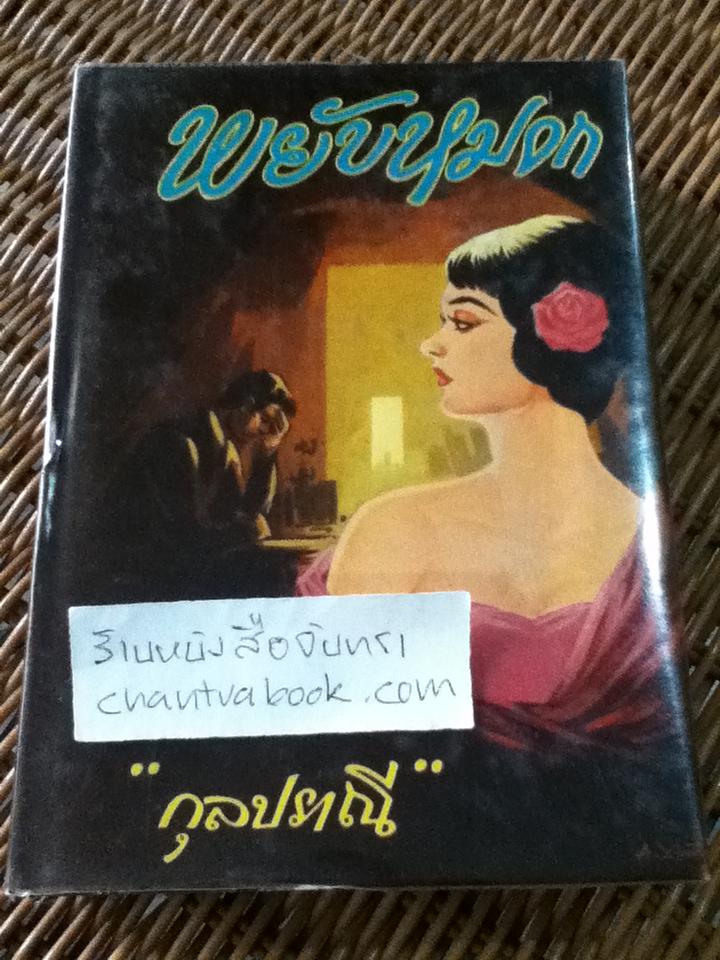 พยับหมอก
ร้านหนังสือจันทรา
chantrabook.com
"กุลปราณี"